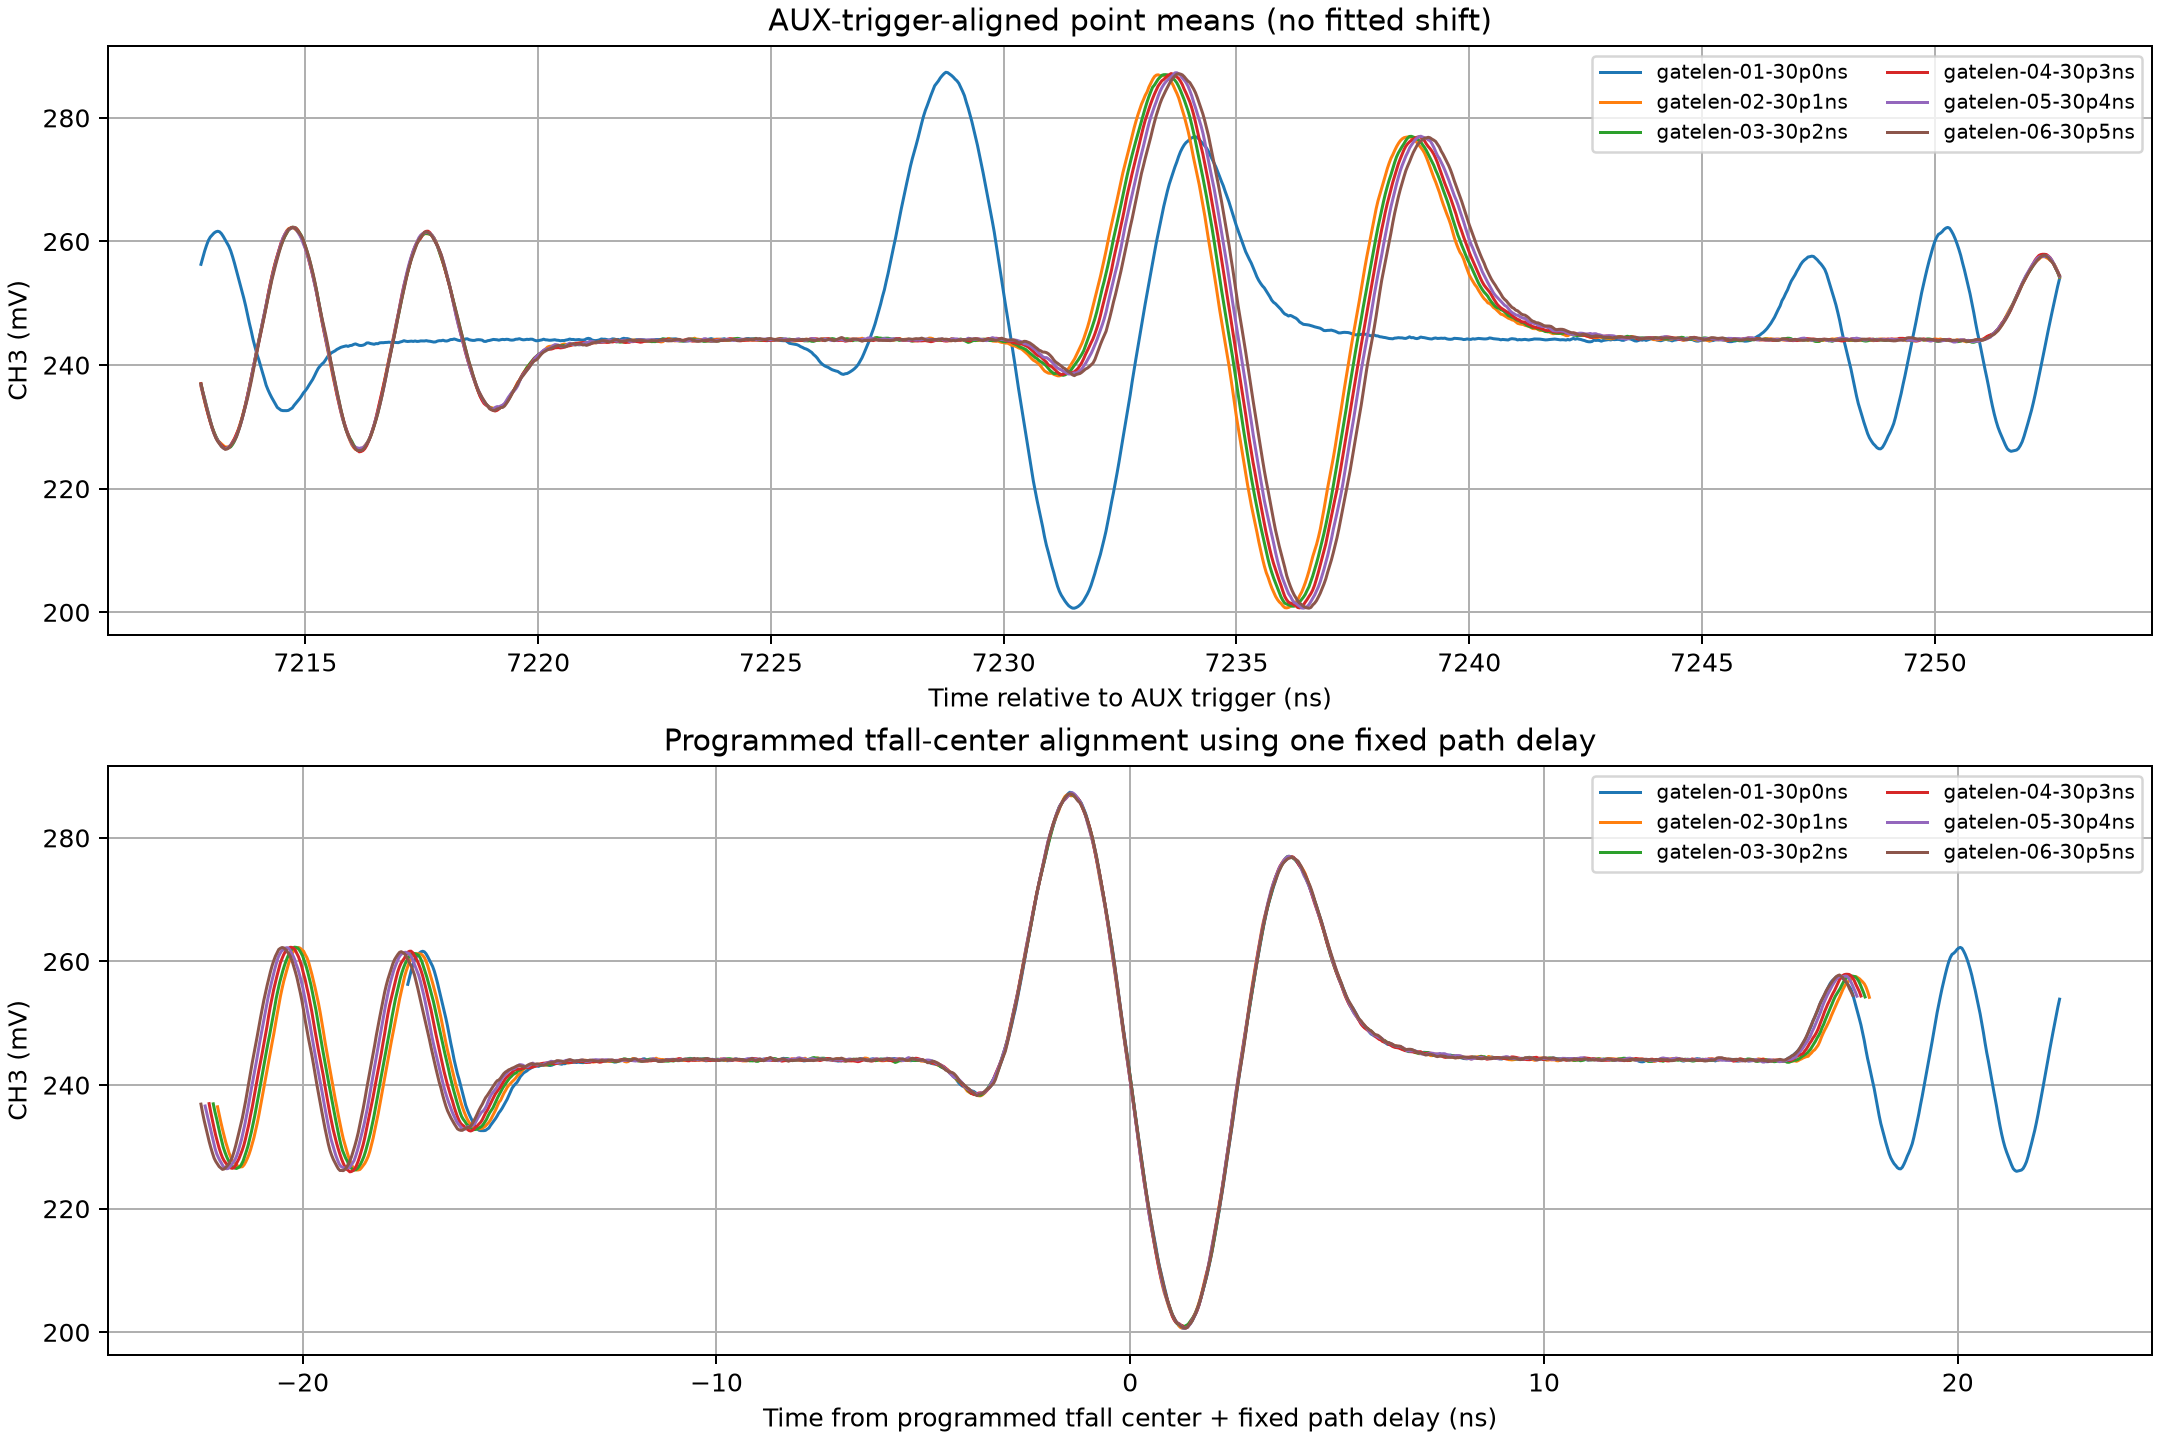 AUX-trigger-aligned point means (no fitted shift)
gatelen-01-30p0ns
gatelen-02-30p1ns
gatelen-03-30p2ns
gatelen-04-30p3ns
gatelen-05-30p4ns
gatelen-06-30p5ns
CH3 (mV)
280
260
240
220
200
7215 7220 7225 7230 7235 7240 7245 7250
Time relative to AUX trigger (ns)
Programmed tfall-center alignment using one fixed path delay
gatelen-01-30p0ns
gatelen-02-30p1ns
gatelen-03-30p2ns
gatelen-04-30p3ns
gatelen-05-30p4ns
gatelen-06-30p5ns
CH3 (mV)
280
260
240
220
200
−20 −10 0 10 20
Time from programmed tfall center + fixed path delay (ns)